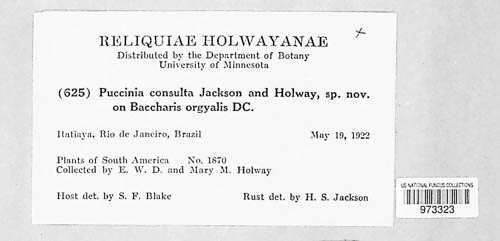 RELIQUIAE HOLWAYANAE
Distributed by the Department of Botany
University of Minnesota
(625) Puccinia consulta Jackson and Holway, sp. nov.
on Baccharis orgyalis DC.
Itatiaya, Rio de Janeiro, Brazil May 19, 1922
Plants of South America No. 1870
Collected by E. W. D. and Mary M. Holway
Host det. by S. F. Blake Rust det. by H. S. Jackson
US NATIONAL FUNGUS COLLECTIONS
973323